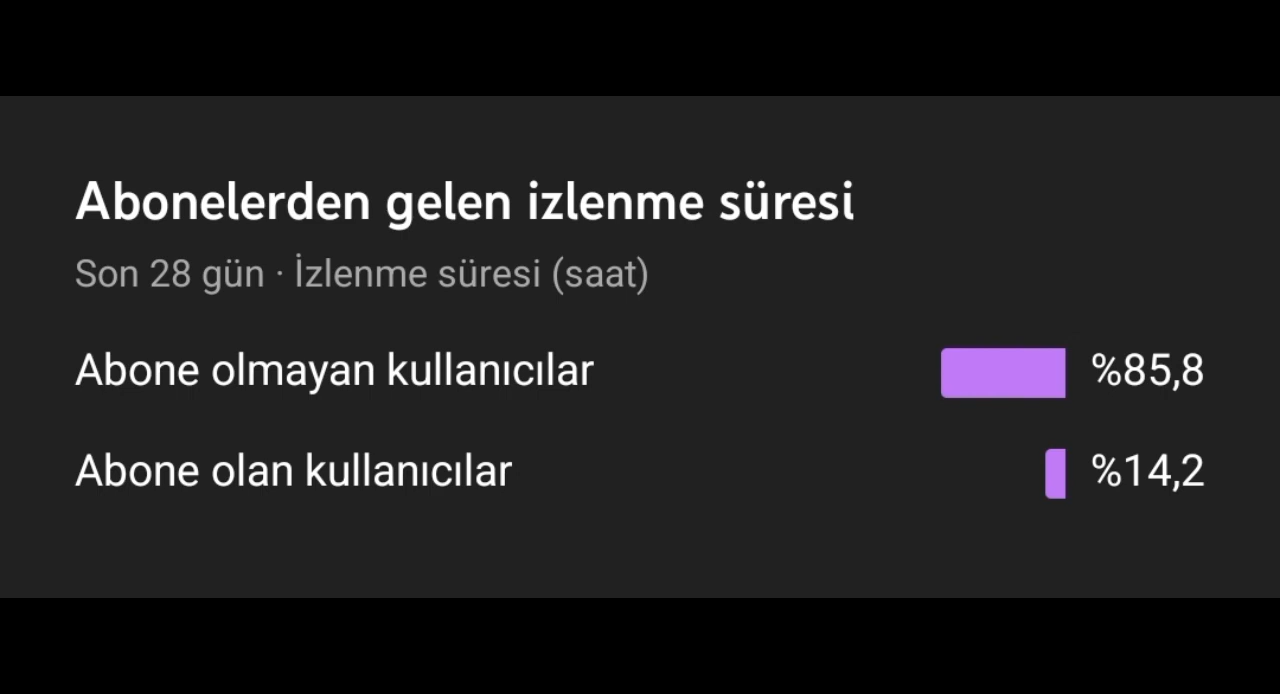 Abonelerden gelen izlenme süresi
Son 28 gün · İzlenme süresi (saat)
Abone olmayan kullanıcılar %85,8
Abone olan kullanıcılar %14,2